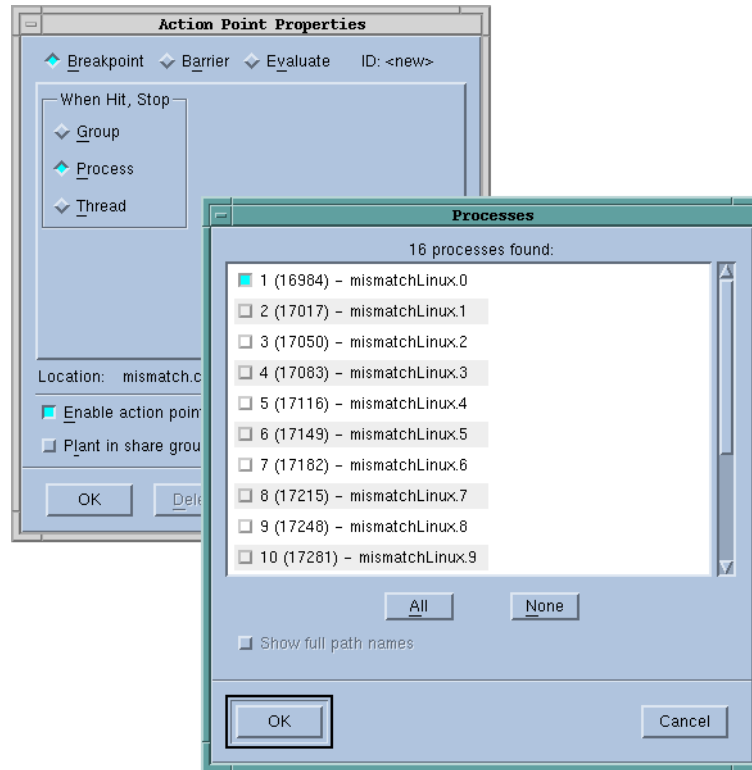 Action Point Properties
Breakpoint Barrier Evaluate ID: <new>
When Hit, Stop
Group
Process
Thread
Location: mismatch.c
Enable action poin
Plant in share grou
OK Dele
Processes
16 processes found:
1 (16984) – mismatchLinux.0
2 (17017) – mismatchLinux.1
3 (17050) – mismatchLinux.2
4 (17083) – mismatchLinux.3
5 (17116) – mismatchLinux.4
6 (17149) – mismatchLinux.5
7 (17182) – mismatchLinux.6
8 (17215) – mismatchLinux.7
9 (17248) – mismatchLinux.8
10 (17281) – mismatchLinux.9
All None
Show full path names
OK Cancel